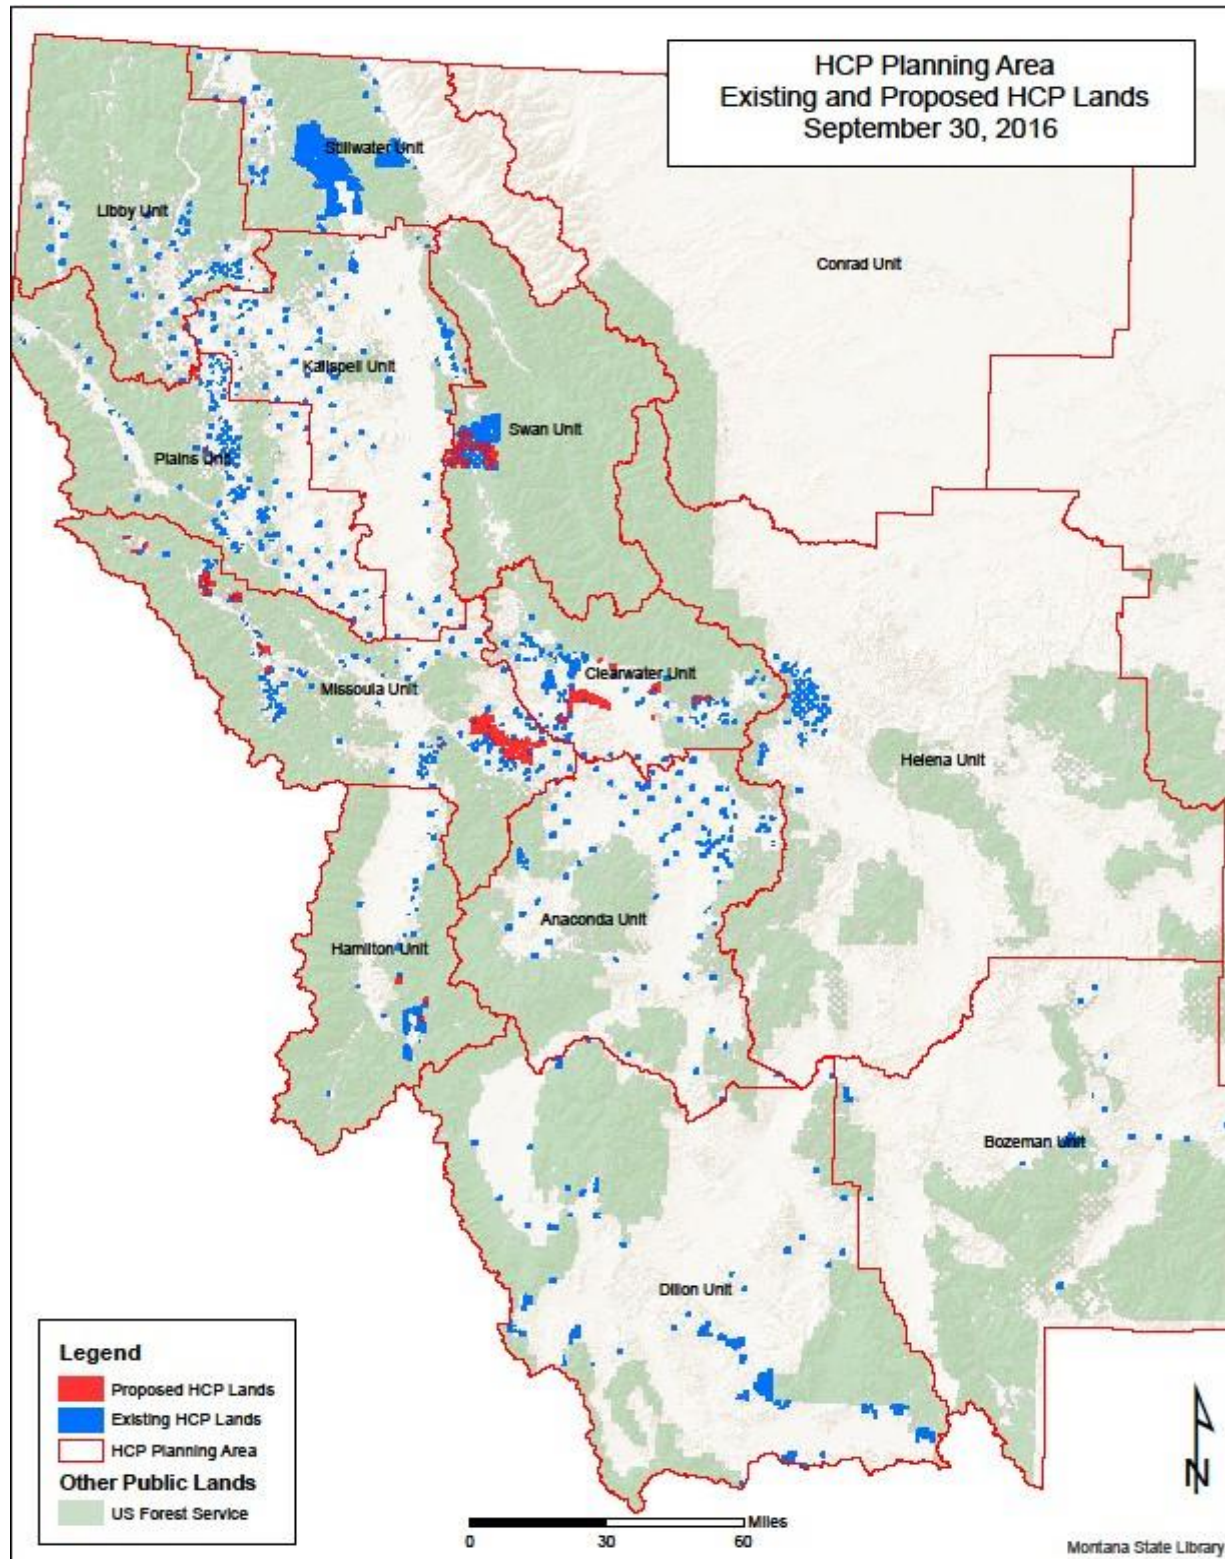 HCP Planning Area
Existing and Proposed HCP Lands
September 30, 2016
Stillwater Unit
Libby Unit
Conrad Unit
Kalispell Unit
Swan Unit
Plains Unit
Clearwater Unit
Missoula Unit
Helena Unit
Anaconda Unit
Hamilton Unit
Bozeman Unit
Dillon Unit
Legend
Proposed HCP Lands
Existing HCP Lands
HCP Planning Area
Other Public Lands
US Forest Service
Miles
0 30 60
N
Montana State Library